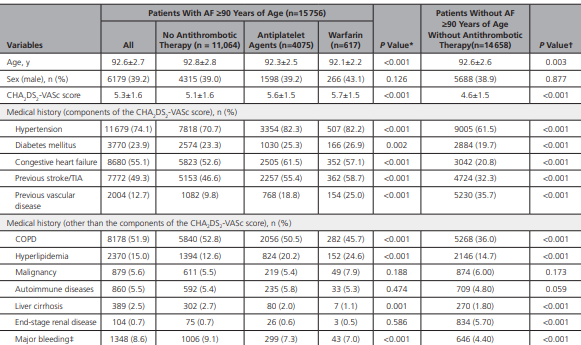 Patients With AF ≥90 Years of Age (n=15756)
Patients Without AF ≥90 Years of Age Without Antithrombotic Therapy(n=14658)
Variables All No Antithrombotic Therapy (n = 11,064) Antiplatelet Agents (n=4075) Warfarin (n=617) P Value* P Value†
Age, y 92.6±2.7 92.8±2.8 92.3±2.5 92.1±2.2 <0.001 92.6±2.6 0.003
Sex (male), n (%) 6179 (39.2) 4315 (39.0) 1598 (39.2) 266 (43.1) 0.126 5688 (38.9) 0.877
CHA2DS2-VASc score 5.3±1.6 5.1±1.6 5.6±1.5 5.7±1.5 <0.001 4.6±1.5 <0.001
Medical history (components of the CHA2DS2-VASc score), n (%)
Hypertension 11 679 (74.1) 7818 (70.7) 3354 (82.3) 507 (82.2) <0.001 9005 (61.5) <0.001
Diabetes mellitus 3770 (23.9) 2574 (23.3) 1030 (25.3) 166 (26.9) 0.002 2884 (19.7) <0.001
Congestive heart failure 8680 (55.1) 5823 (52.6) 2505 (61.5) 352 (57.1) <0.001 3042 (20.8) <0.001
Previous stroke/TIA 7772 (49.3) 5153 (46.6) 2257 (55.4) 362 (58.7) <0.001 4724 (32.3) <0.001
Previous vascular disease 2004 (12.7) 1082 (9.8) 768 (18.8) 154 (25.0) <0.001 5230 (35.7) <0.001
Medical history (other than the components of the CHA2DS2-VASc score), n (%)
COPD 8178 (51.9) 5840 (52.8) 2056 (50.5) 282 (45.7) <0.001 5268 (36.0) <0.001
Hyperlipidemia 2370 (15.0) 1394 (12.6) 824 (20.2) 152 (24.6) <0.001 2146 (14.7) <0.001
Malignancy 879 (5.6) 611 (5.5) 219 (5.4) 49 (7.9) 0.188 874 (6.00) 0.173
Autoimmune diseases 860 (5.5) 592 (5.4) 235 (5.8) 33 (5.3) 0.474 709 (4.80) 0.059
Liver cirrhosis 389 (2.5) 302 (2.7) 80 (2.0) 7 (1.1) 0.001 270 (1.80) <0.001
End-stage renal disease 104 (0.7) 75 (0.7) 26 (0.6) 3 (0.5) 0.586 834 (5.70) <0.001
Major bleeding‡ 1348 (8.6) 1006 (9.1) 299 (7.3) 43 (7.0) <0.001 646 (4.40) <0.001